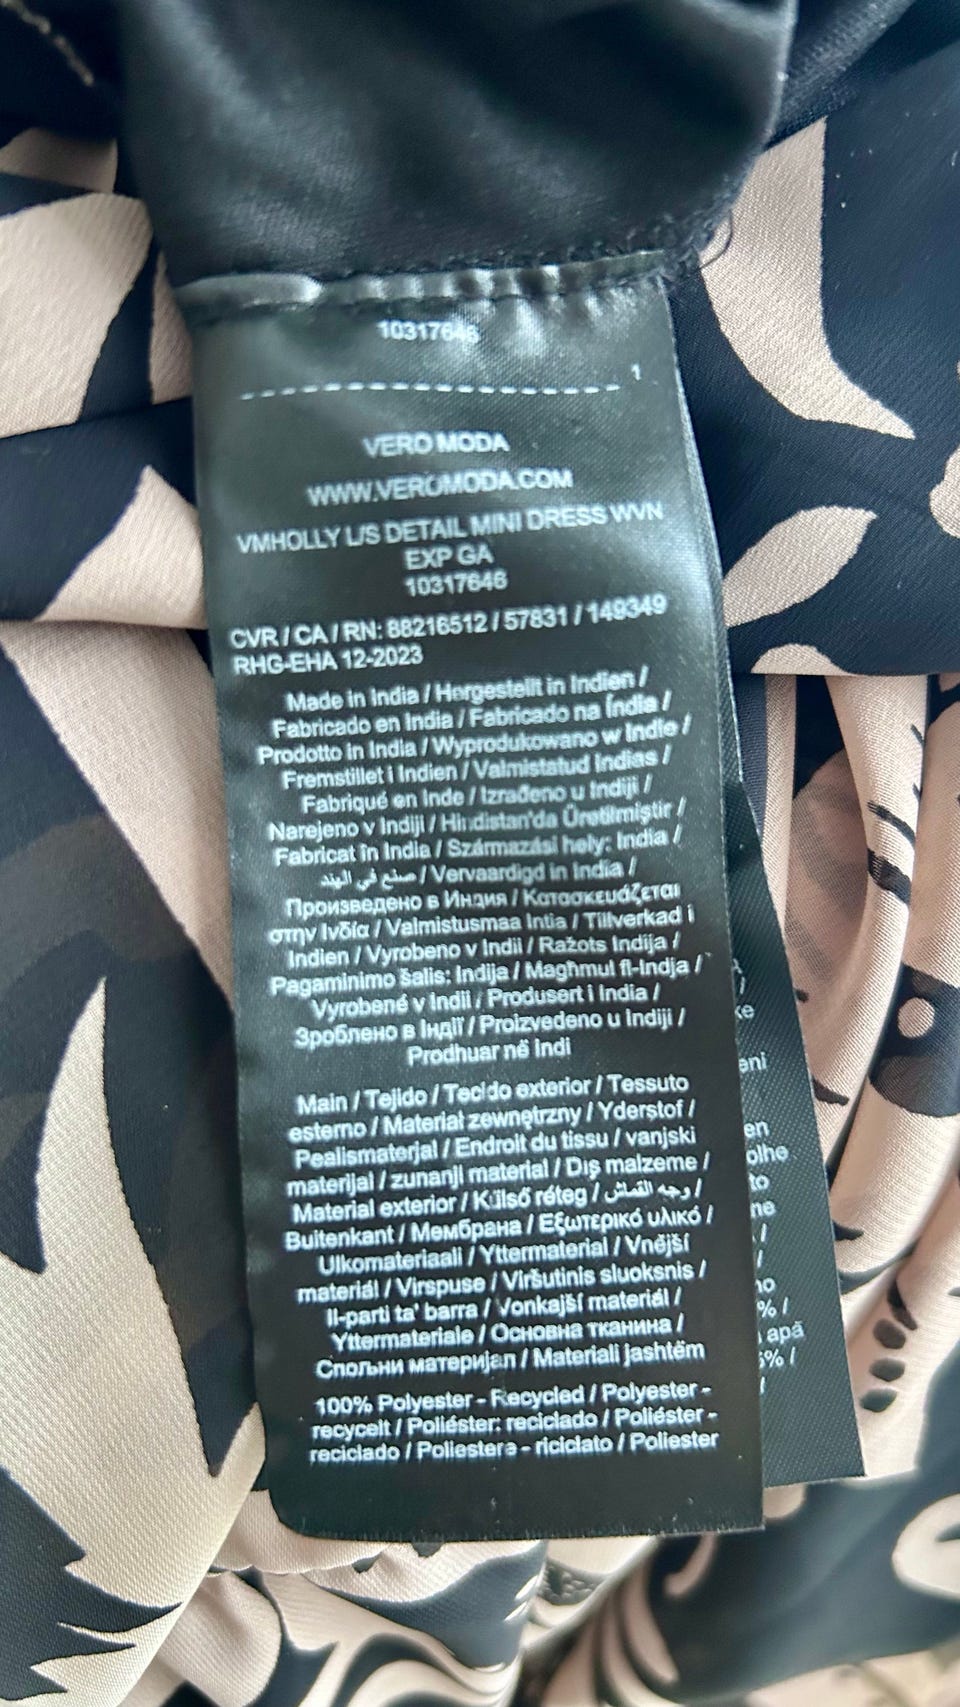 10317646
1
VERO MODA
WWW.VEROMODA.COM
VMHOLLY L/S DETAIL MINI DRESS WVN
EXP GA
10317646
CVR / CA / RN: 88216512 / 57831 / 149349
RHG-EHA 12-2023
Made in India / Hergestellt in Indien /
Fabricado en India / Fabricado na Índia /
Prodotto in India / Wyprodukowano w Indie /
Fremstillet i Indien / Valmistatud Indias /
Fabriqué en Inde / Izrađeno u Indiji /
Narejeno v Indiji / Hindistan'da Üretilmiştir /
Fabricat în India / Származási hely: India /
صنع في الهند / Vervaardigd in India /
Произведено в Индия / Κατασκευάζεται
στην Ινδία / Valmistusmaa Intia / Tillverkad i
Indien / Vyrobeno v Indii / Ražots Indija /
Pagaminimo šalis: Indija / Magħmul fl-Indja /
Vyrobené v Indii / Produsert i India /
Зроблено в Індії / Proizvedeno u Indiji /
Prodhuar në Indi
Main / Tejido / Tecido exterior / Tessuto
esterno / Materiał zewnętrzny / Yderstof /
Pealismaterjal / Endroit du tissu / vanjski
materijal / zunanji material / Dış malzeme /
Material exterior / Külső réteg / وجه القماش /
Buitenkant / Мембрана / Εξωτερικό υλικό /
Ulkomateriaali / Yttermaterial / Vnější
materiál / Virspuse / Viršutinis sluoksnis /
Il-parti ta' barra / Vonkajší materiál /
Yttermateriale / Основна тканина /
Спољни материјал / Materiali jashtëm
100% Polyester - Recycled / Polyester -
recycelt / Poliéster: reciclado / Poliéster -
reciclado / Poliestere - riciclato / Poliester
apă